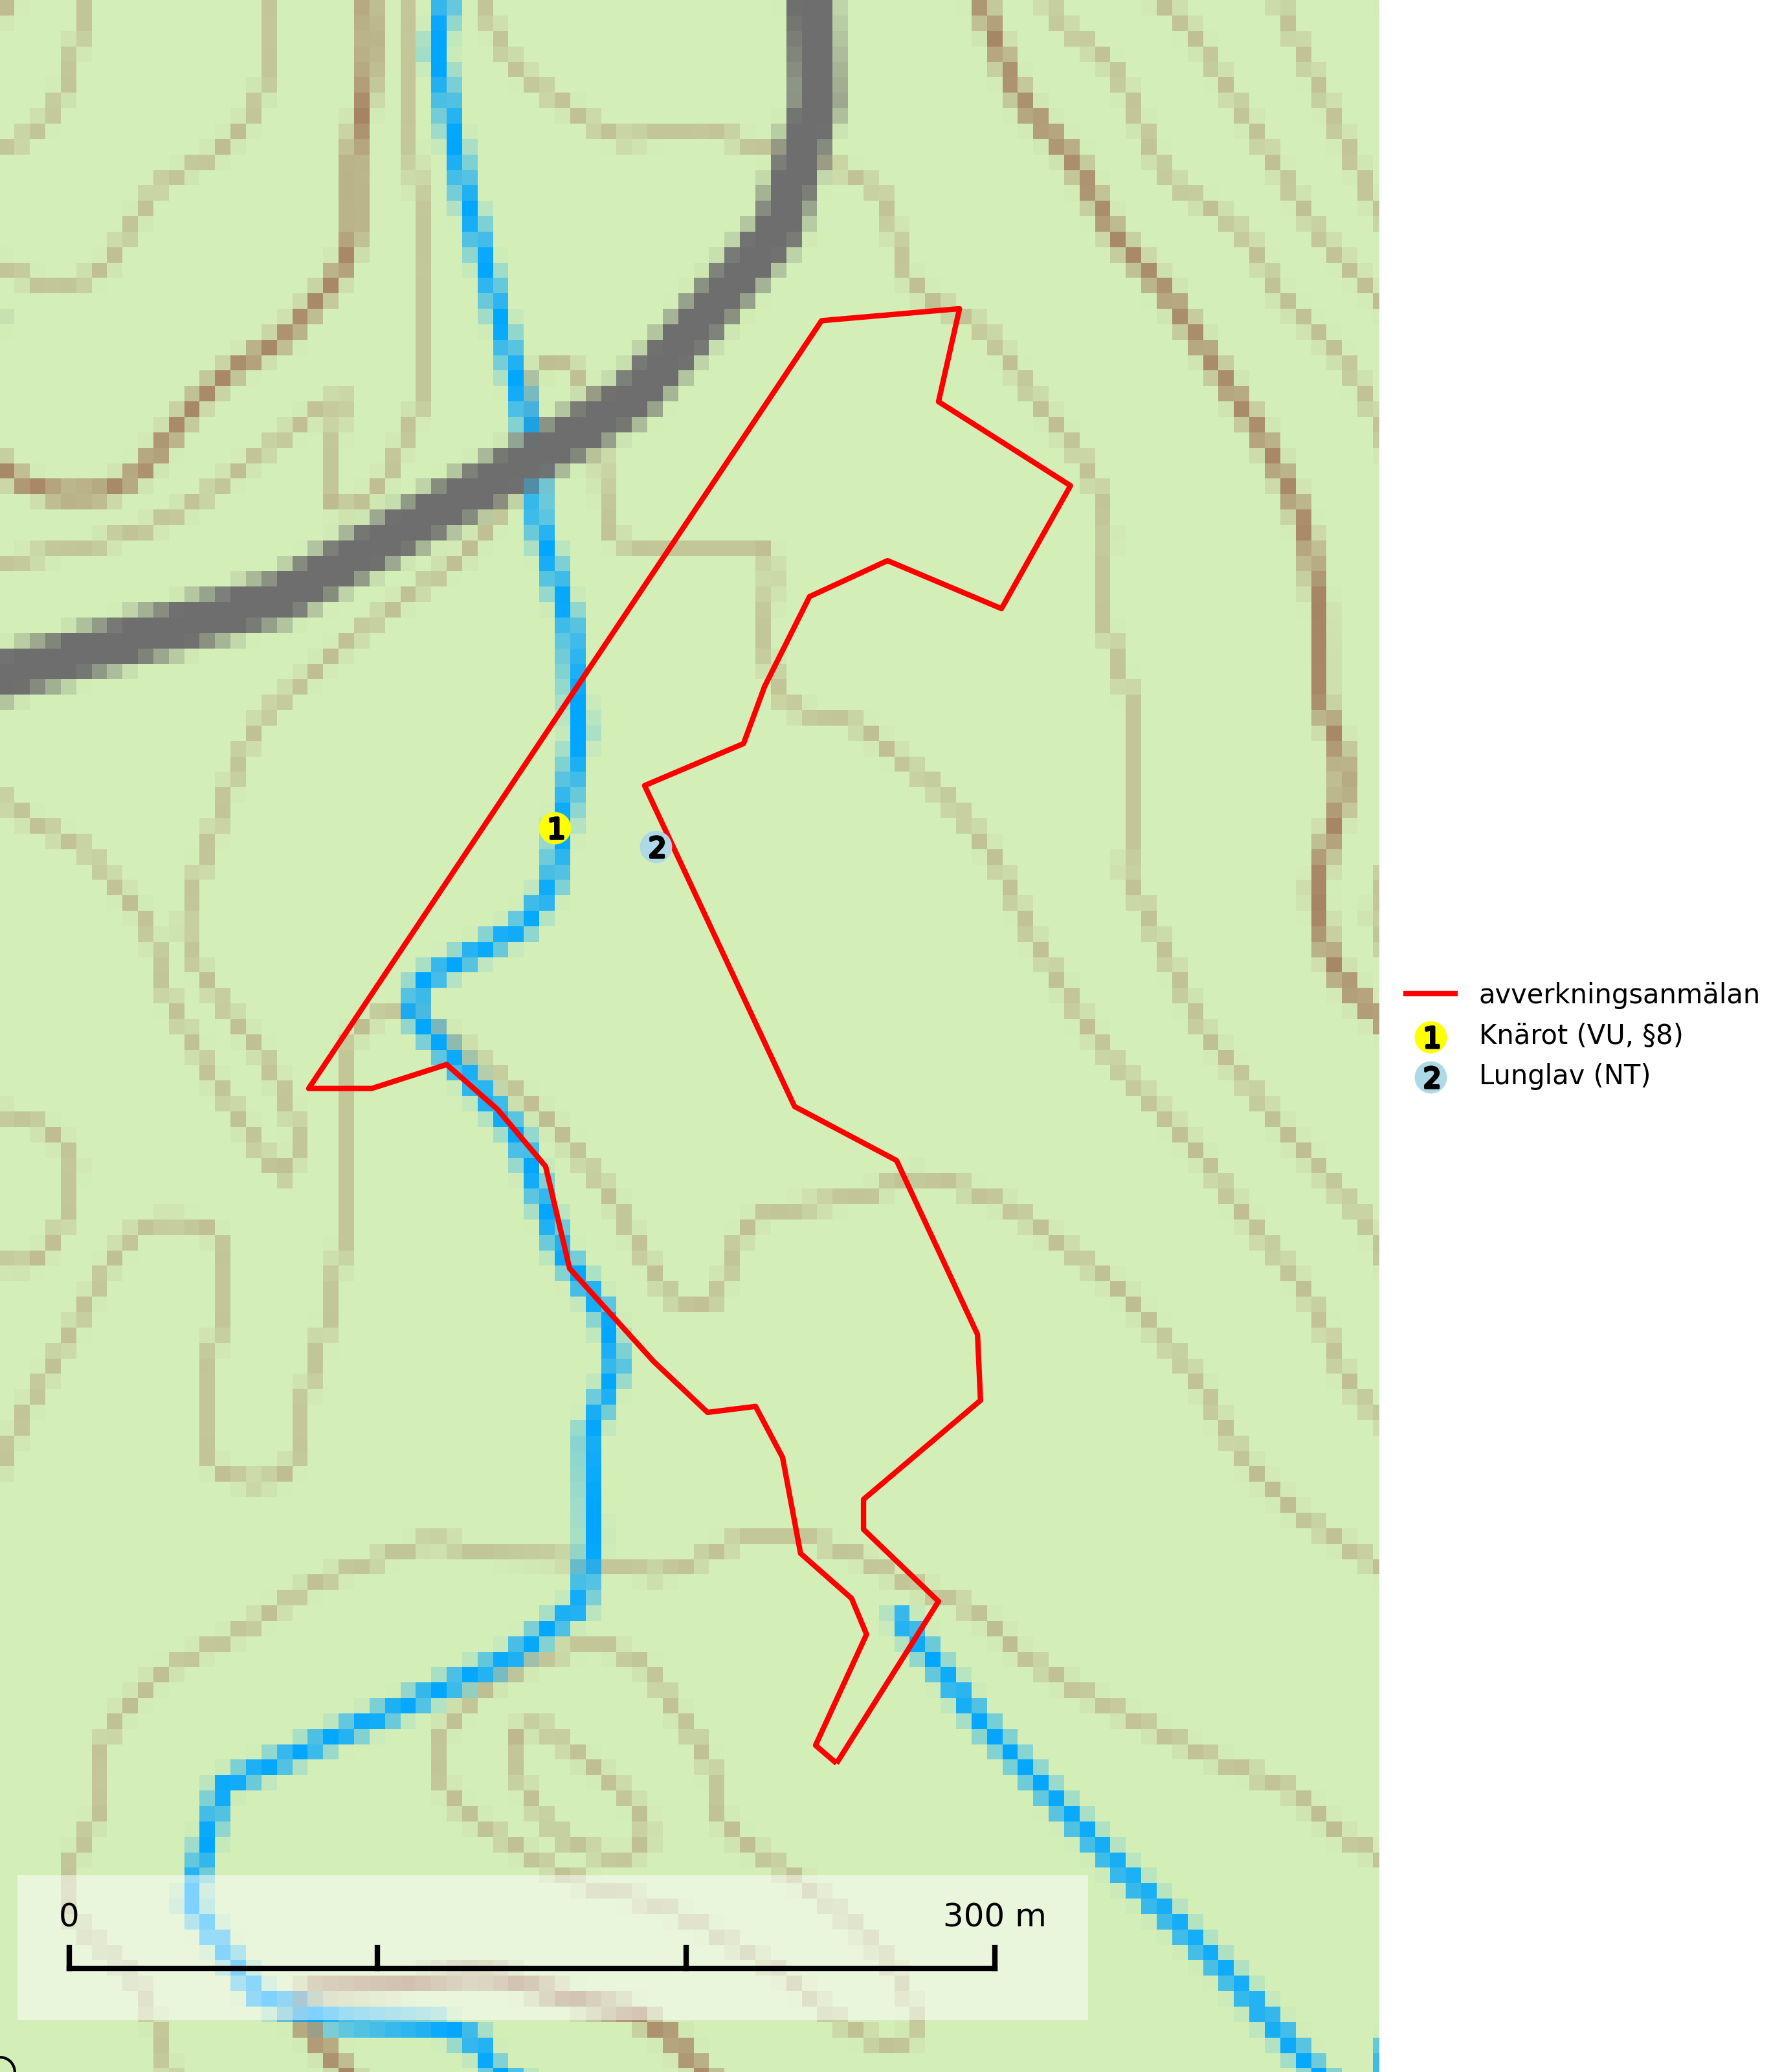 1
2
avverkningsanmälan
1 Knärot (VU, §8)
2 Lunglav (NT)
0 300 m